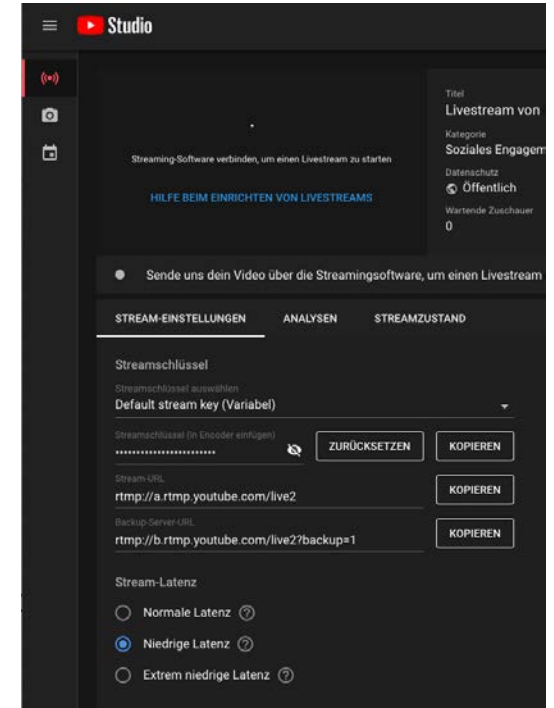 Studio
Streaming-Software verbinden, um einen Livestream zu starten
HILFE BEIM EINRICHTEN VON LIVESTREAMS
Titel
Livestream von
Kategorie
Soziales Engagem
Datenschutz
Öffentlich
Wartende Zuschauer
0
Sende uns dein Video über die Streamingsoftware, um einen Livestream
STREAM-EINSTELLUNGEN ANALYSEN STREAMZUSTAND
Streamschlüssel
Streamschlüssel auswählen
Default stream key (Variabel)
Streamschlüssel (in Encoder einfügen)
•••••••••••••••••••••••• ZURÜCKSETZEN KOPIEREN
Stream-URL
rtmp://a.rtmp.youtube.com/live2 KOPIEREN
Backup-Server-URL
rtmp://b.rtmp.youtube.com/live2?backup=1 KOPIEREN
Stream-Latenz
Normale Latenz
Niedrige Latenz
Extrem niedrige Latenz